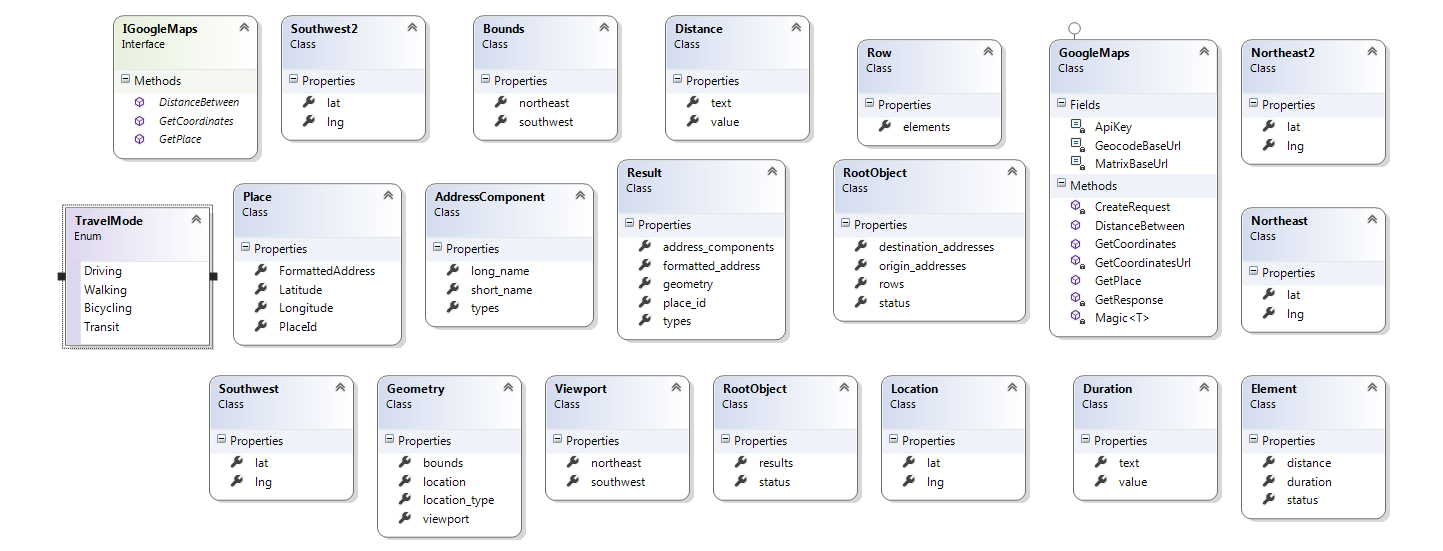 IGoogleMaps
Interface
Methods
DistanceBetween
GetCoordinates
GetPlace
Southwest2
Class
Properties
lat
lng
Bounds
Class
Properties
northeast
southwest
Distance
Class
Properties
text
value
Row
Class
Properties
elements
GoogleMaps
Class
Fields
ApiKey
GeocodeBaseUrl
MatrixBaseUrl
Methods
CreateRequest
DistanceBetween
GetCoordinates
GetCoordinatesUrl
GetPlace
GetResponse
Magic<T>
Northeast2
Class
Properties
lat
lng
TravelMode
Enum
Driving
Walking
Bicycling
Transit
Place
Class
Properties
FormattedAddress
Latitude
Longitude
PlaceId
AddressComponent
Class
Properties
long_name
short_name
types
Result
Class
Properties
address_components
formatted_address
geometry
place_id
types
RootObject
Class
Properties
destination_addresses
origin_addresses
rows
status
Northeast
Class
Properties
lat
lng
Southwest
Class
Properties
lat
lng
Geometry
Class
Properties
bounds
location
location_type
viewport
Viewport
Class
Properties
northeast
southwest
RootObject
Class
Properties
results
status
Location
Class
Properties
lat
lng
Duration
Class
Properties
text
value
Element
Class
Properties
distance
duration
status